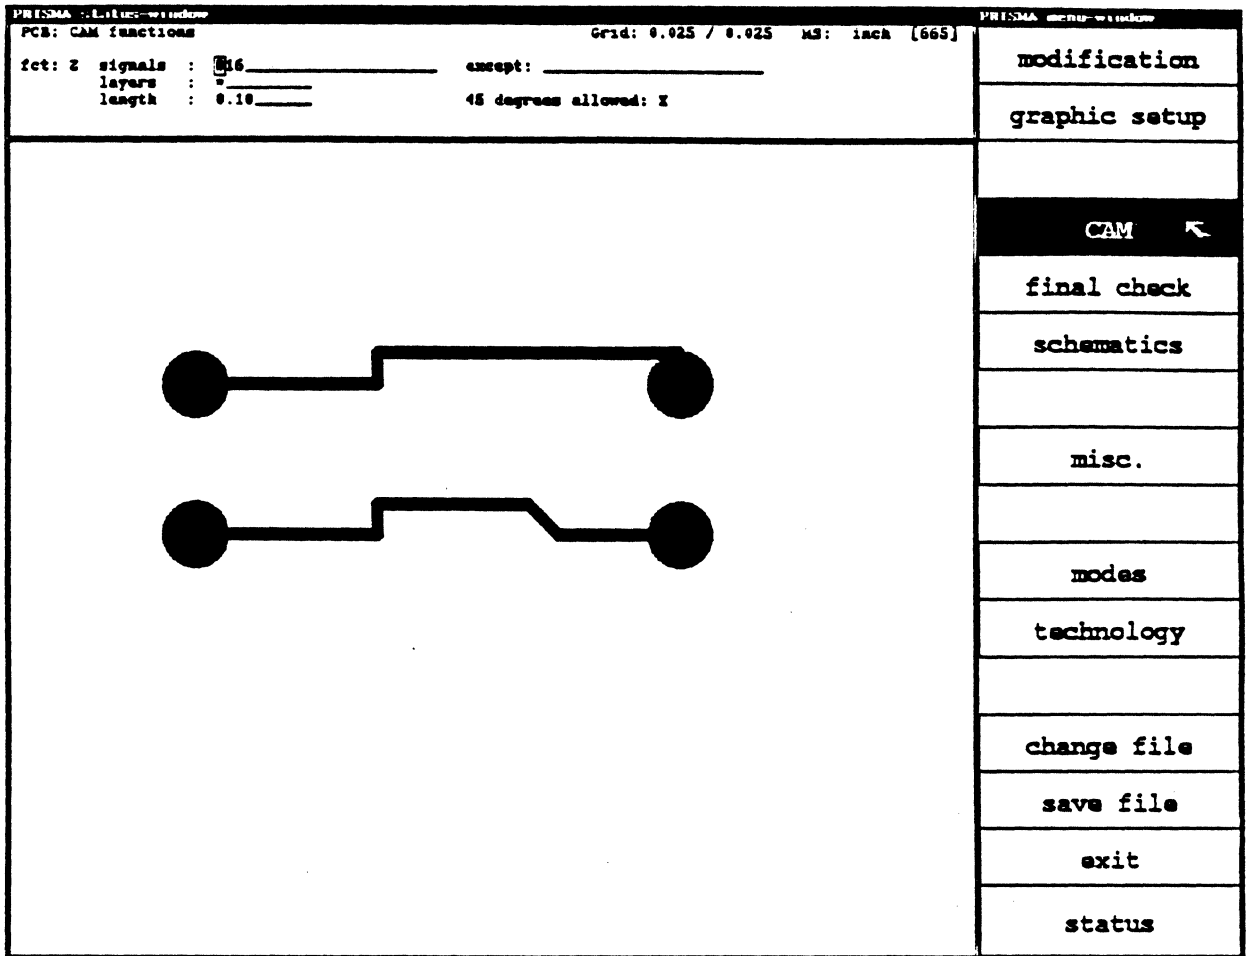 PRISMA status-window
PCB: CAM functions Grid: 0.025 / 0.025 MS: inch [665]
fct: Z signals : 16 except:
layers : *
length : 0.10 45 degrees allowed: X
PRISMA menu-window
modification
graphic setup
CAM
final check
schematics
misc.
modes
technology
change file
save file
exit
status